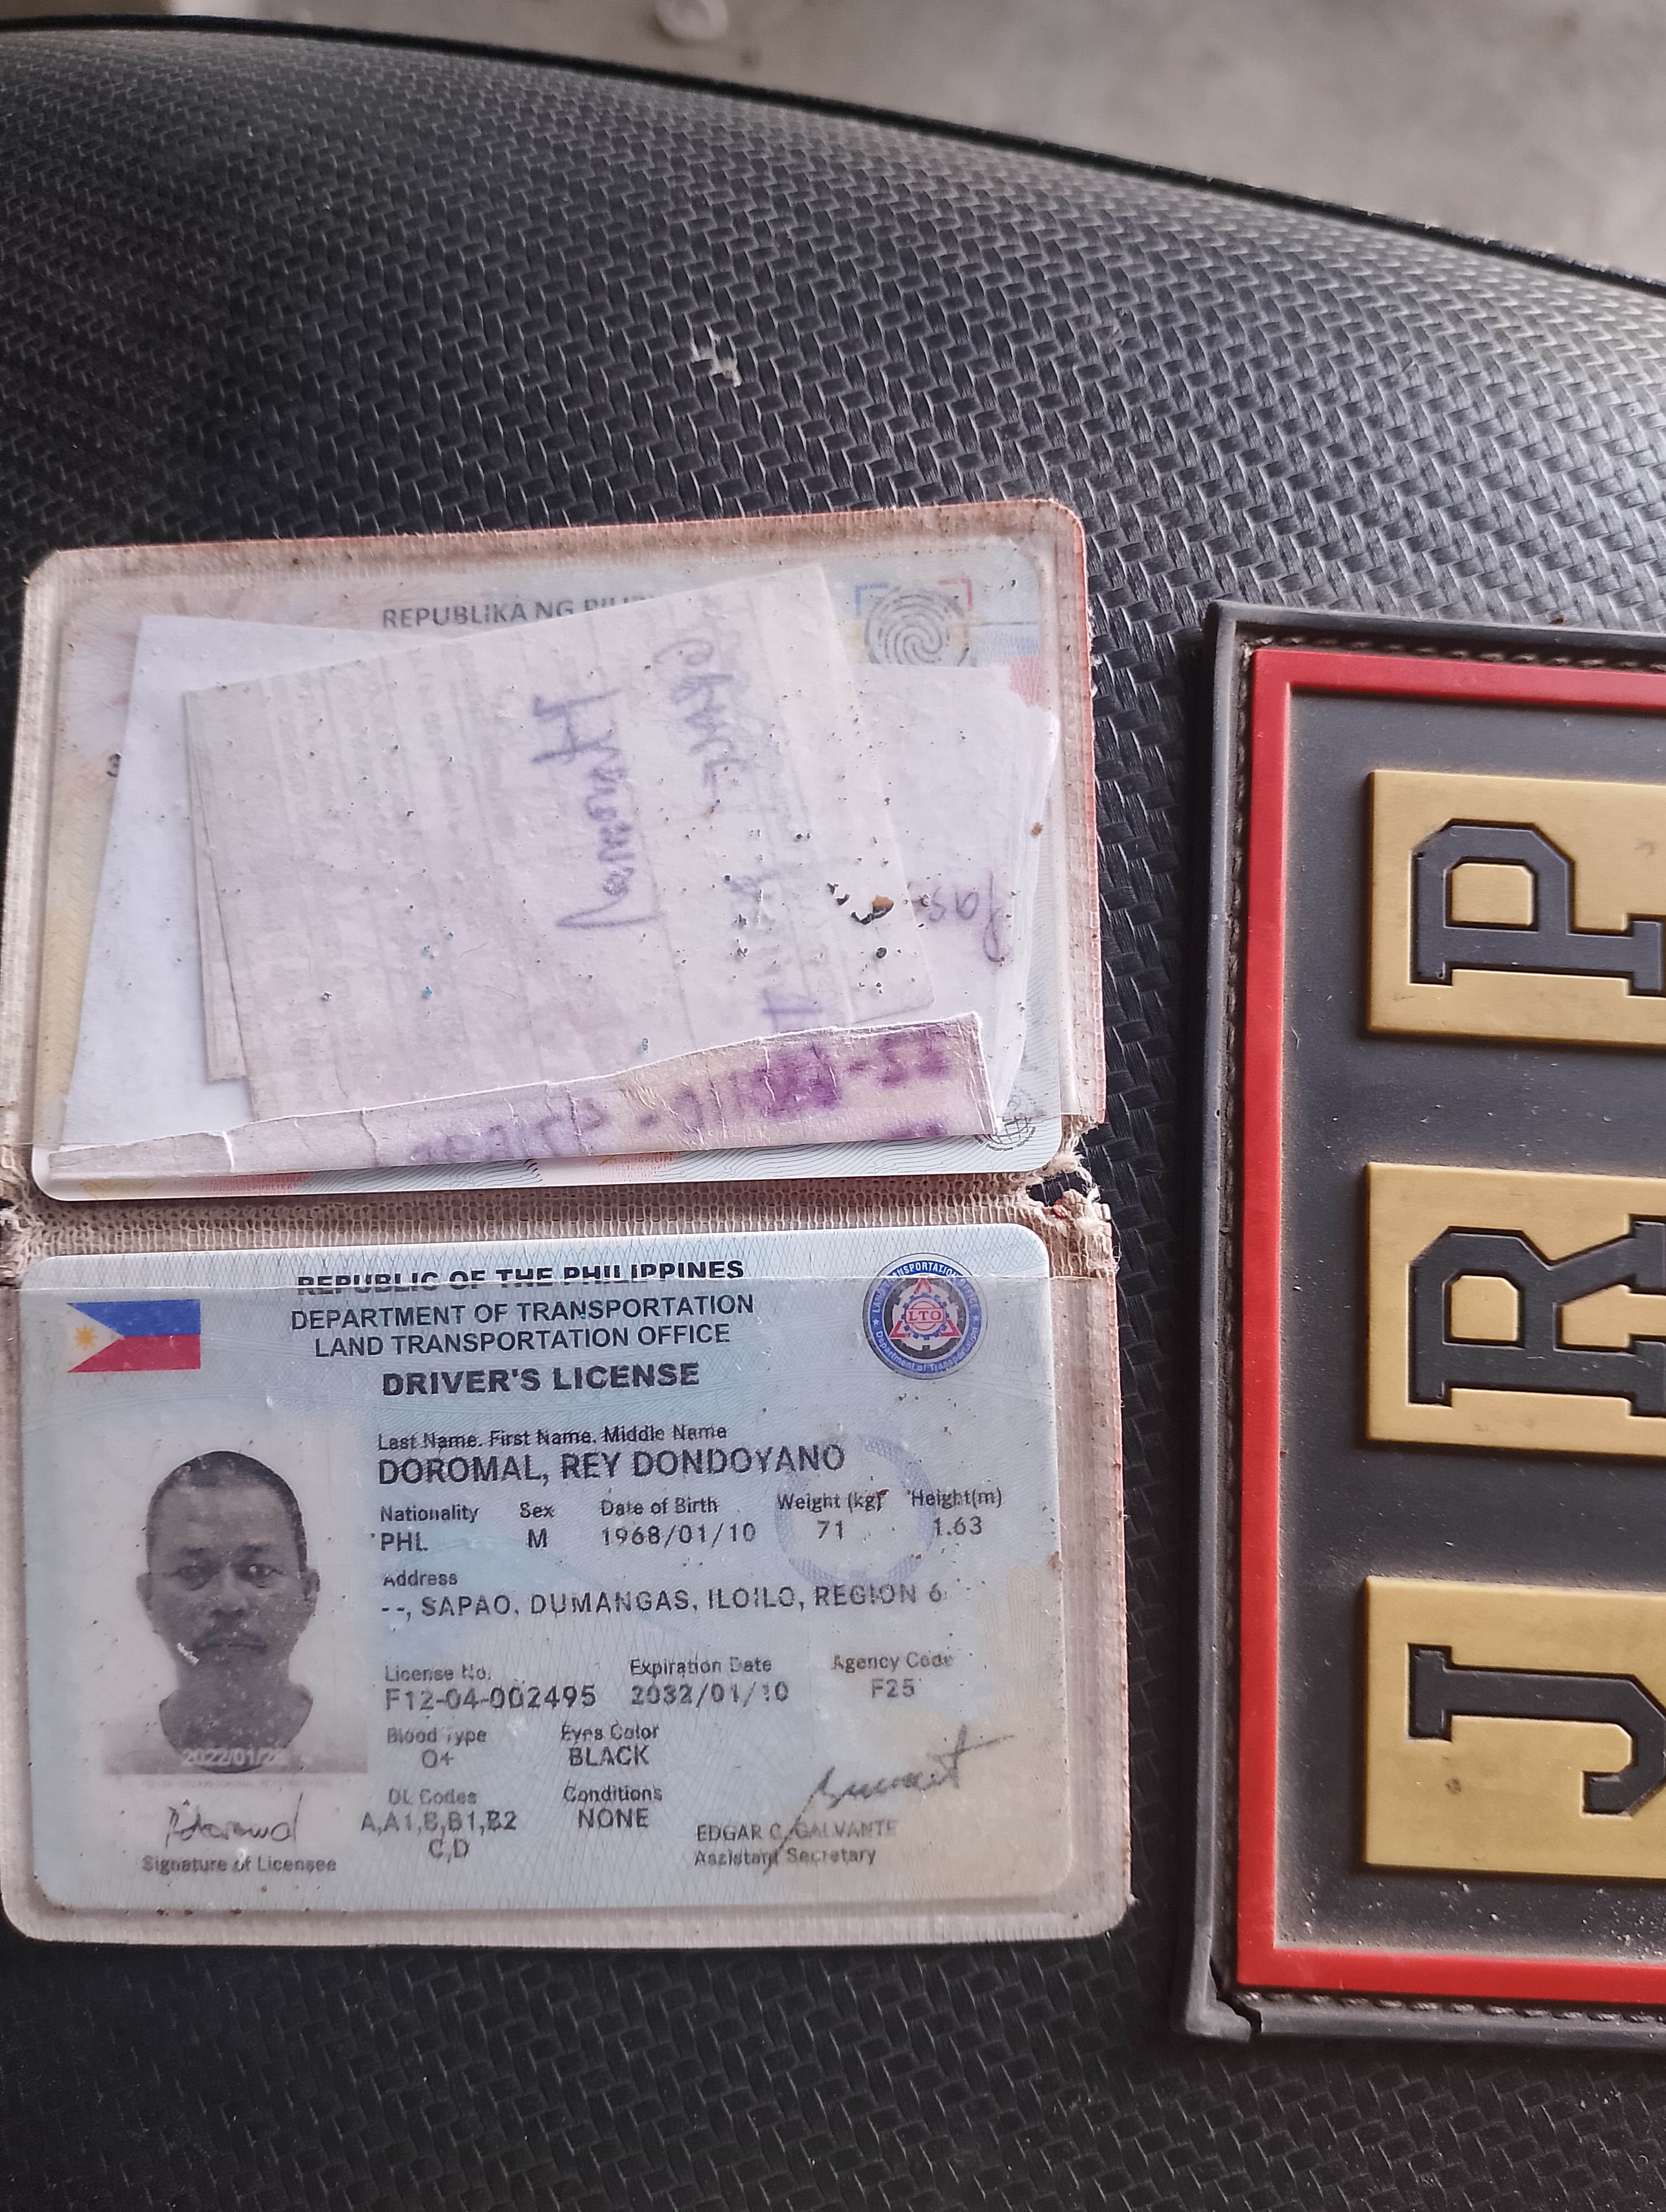 REPUBLIKA NG PILIPI
REPUBLIC OF THE PHILIPPINES
DEPARTMENT OF TRANSPORTATION
LAND TRANSPORTATION OFFICE
DRIVER'S LICENSE
LTO
Last Name, First Name, Middle Name
DOROMAL, REY DONDOYANO
Nationality Sex Date of Birth Weight (kg) Height(m)
PHL M 1968/01/10 71 1.63
Address
--, SAPAO, DUMANGAS, ILOILO, REGION 6
License No. Expiration Date Agency Code
F12-04-002495 2032/01/10 F25
Blood Type Eyes Color
O+ BLACK
DL Codes Conditions
A,A1,B,B1,B2 NONE
C,D
EDGAR C. GALVANTE
Assistant Secretary
Signature of Licensee
J R P